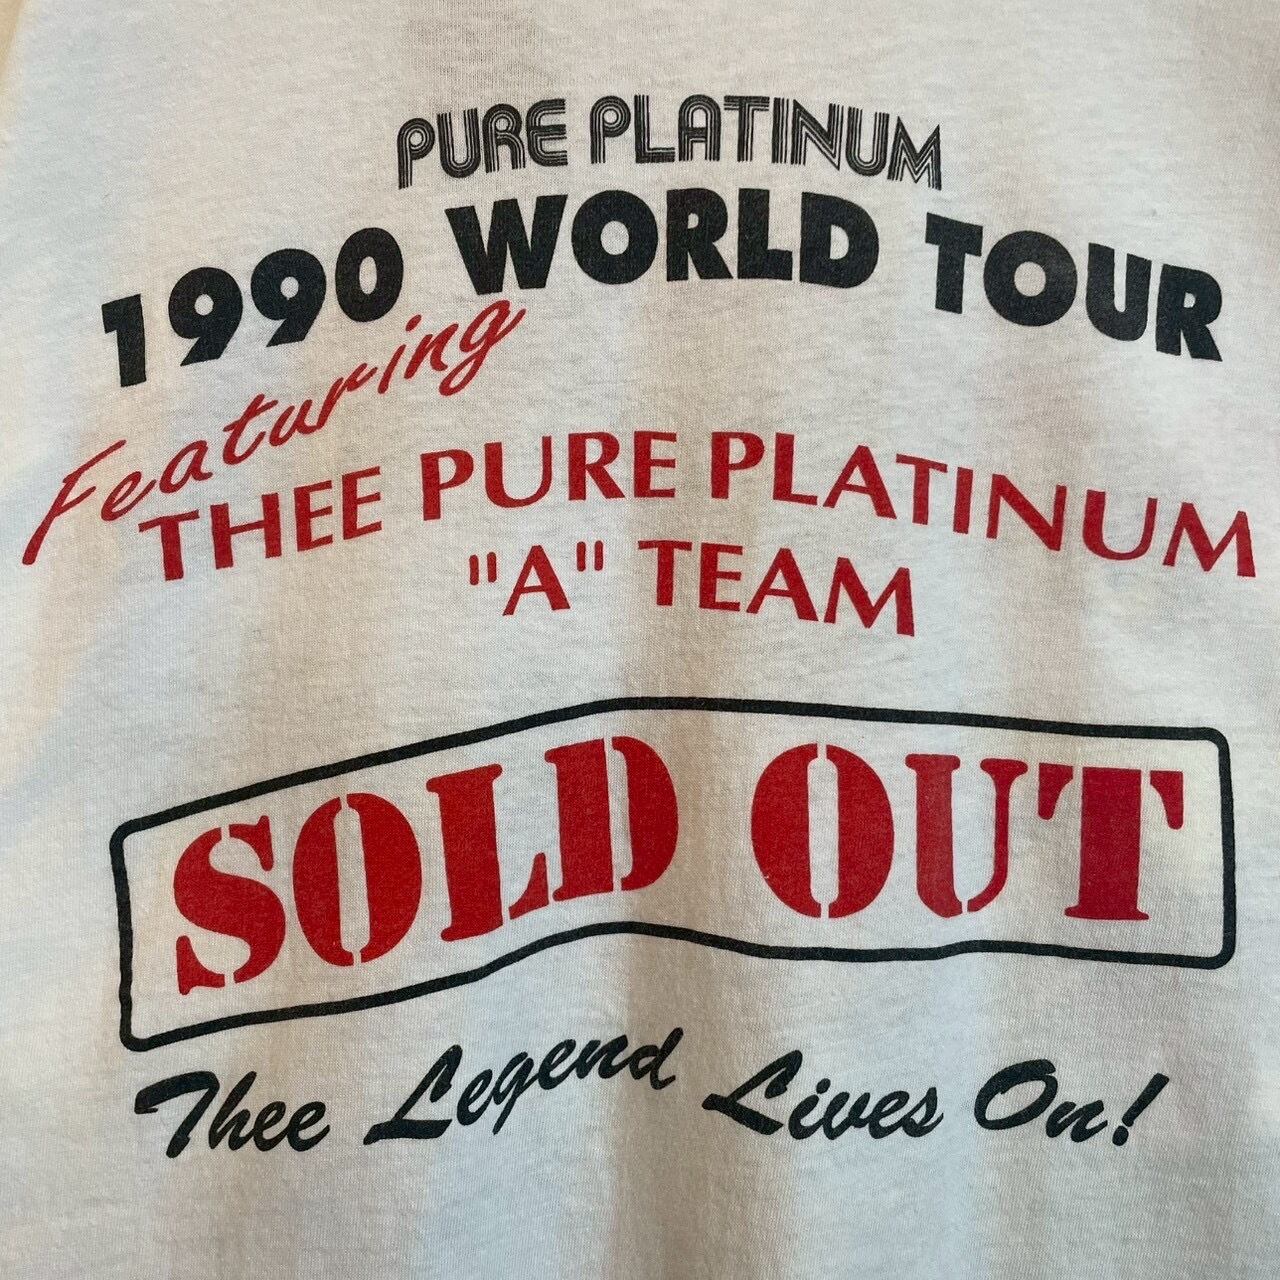 PURE PLATINUM
1990 WORLD TOUR
Featuring
THEE PURE PLATINUM
"A" TEAM
SOLD OUT
Thee Legend Lives On!